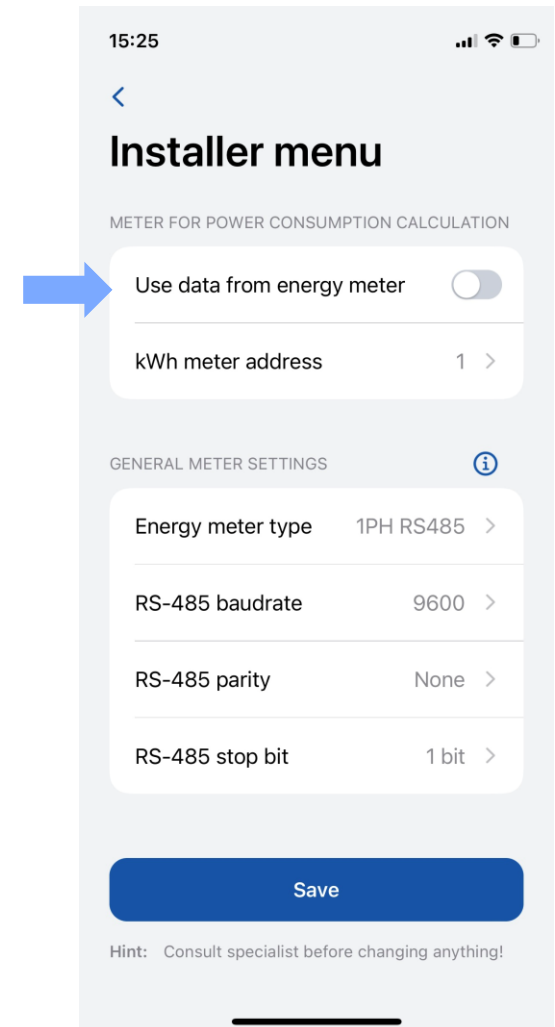 15:25
Installer menu
METER FOR POWER CONSUMPTION CALCULATION
Use data from energy meter
kWh meter address 1
GENERAL METER SETTINGS
Energy meter type 1PH RS485
RS-485 baudrate 9600
RS-485 parity None
RS-485 stop bit 1 bit
Save
Hint: Consult specialist before changing anything!